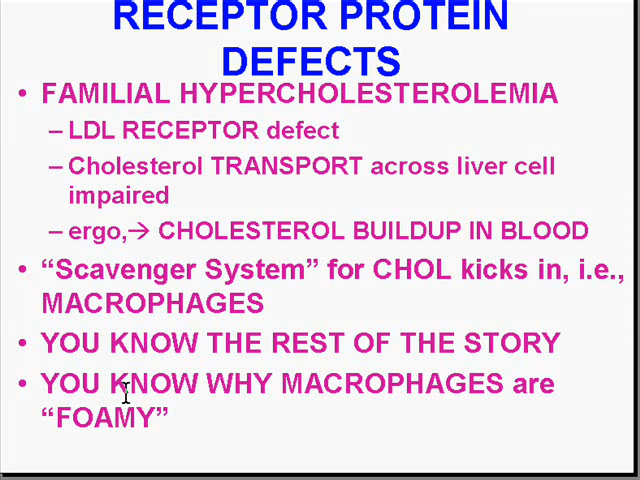 RECEPTOR PROTEIN
DEFECTS
• FAMILIAL HYPERCHOLESTEROLEMIA
– LDL RECEPTOR defect
– Cholesterol TRANSPORT across liver cell
impaired
– ergo,→ CHOLESTEROL BUILDUP IN BLOOD
• “Scavenger System” for CHOL kicks in, i.e.,
MACROPHAGES
• YOU KNOW THE REST OF THE STORY
• YOU KNOW WHY MACROPHAGES are
“FOAMY”